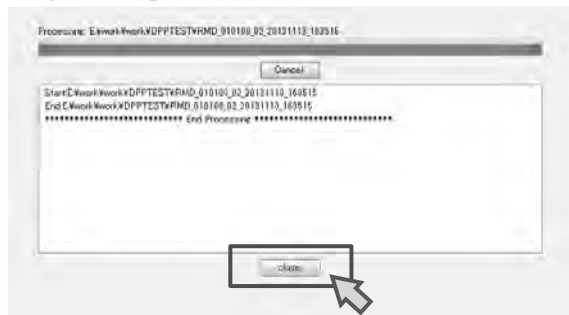 Processing: E:¥work¥work¥DPPTEST¥RMD_010100_02_20131113_163515
Cancel
Start:E:¥work¥work¥DPPTEST¥RMD_010100_02_20131113_163515
End:E:¥work¥work¥DPPTEST¥RMD_010100_02_20131113_163515
**************************** End Processing ****************************
close